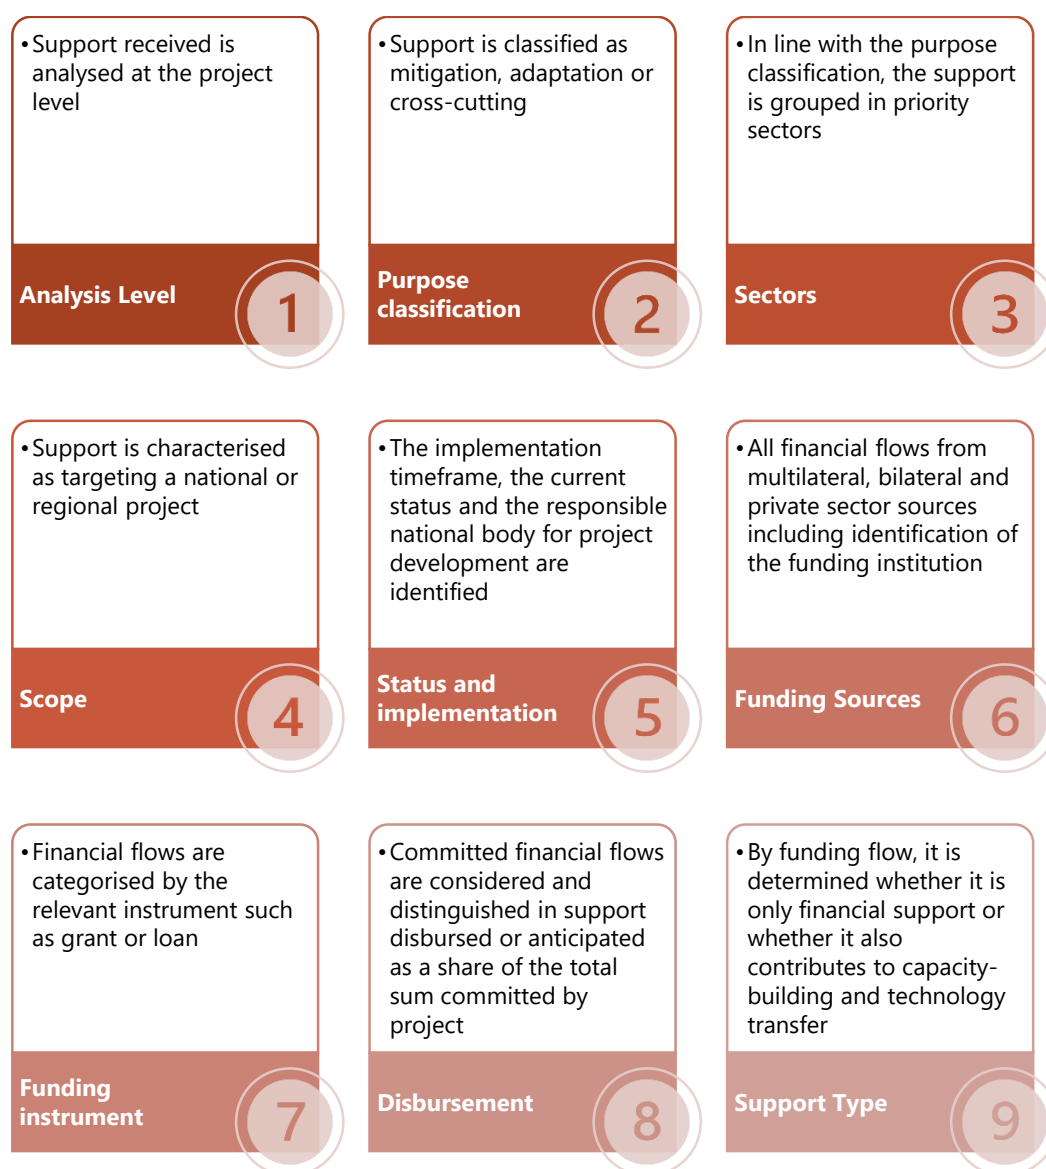 •Support received is
analysed at the project
level
Analysis Level
1
•Support is classified as
mitigation, adaptation or
cross-cutting
Purpose
classification
2
•In line with the purpose
classification, the support
is grouped in priority
sectors
Sectors
3
•Support is characterised
as targeting a national or
regional project
Scope
4
•The implementation
timeframe, the current
status and the responsible
national body for project
development are
identified
Status and
implementation
5
•All financial flows from
multilateral, bilateral and
private sector sources
including identification of
the funding institution
Funding Sources
6
•Financial flows are
categorised by the
relevant instrument such
as grant or loan
Funding
instrument
7
•Committed financial flows
are considered and
distinguished in support
disbursed or anticipated
as a share of the total
sum committed by
project
Disbursement
8
•By funding flow, it is
determined whether it is
only financial support or
whether it also
contributes to capacity-
building and technology
transfer
Support Type
9